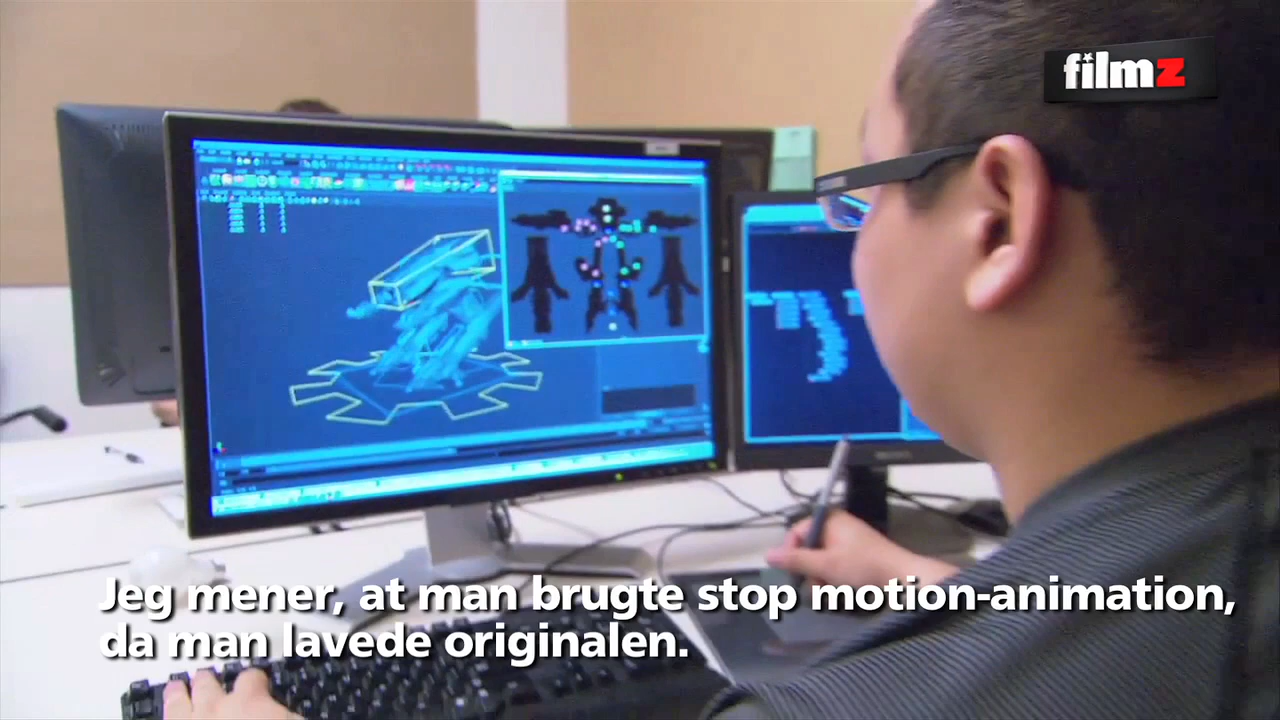 filmz
Jeg mener, at man brugte stop motion-animation,
da man lavede originalen.